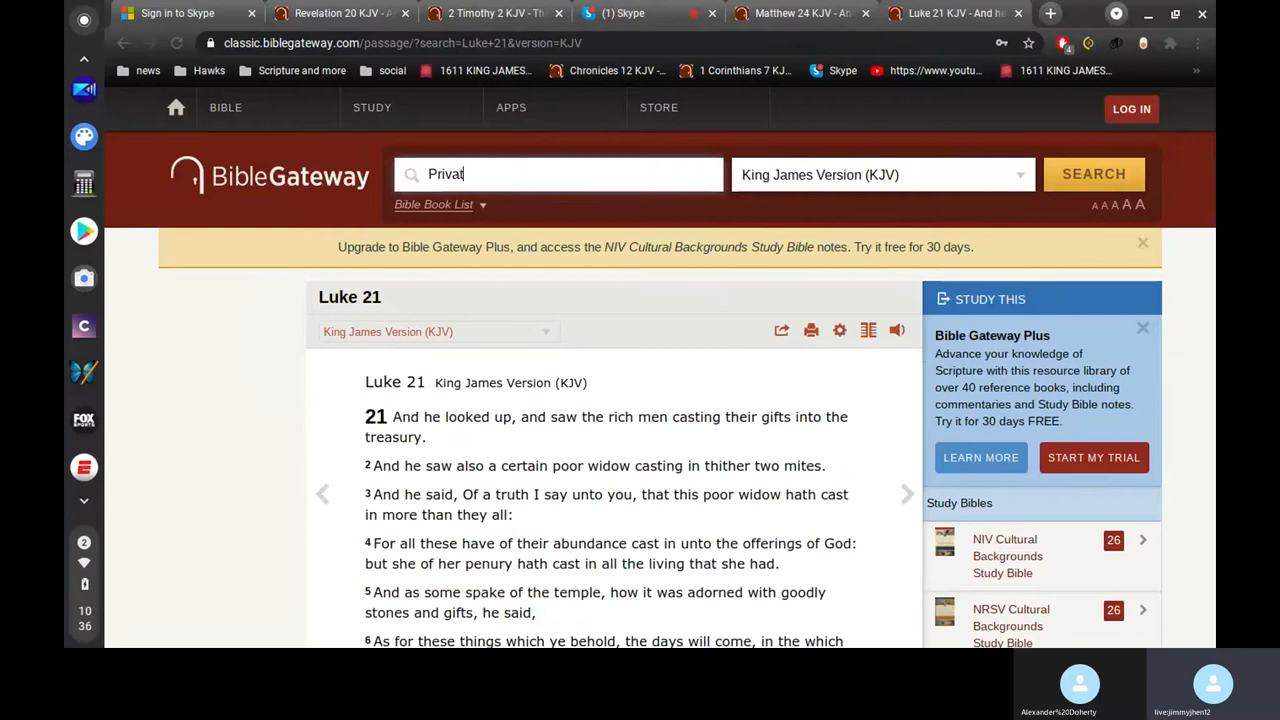 Sign in to Skype
Revelation 20 KJV - A
2 Timothy 2 KJV - Th
(1) Skype
Matthew 24 KJV - An
Luke 21 KJV - And he
classic.biblegateway.com/passage/?search=Luke+21&version=KJV
4
news
Hawks
Scripture and more
social
1611 KING JAMES...
Chronicles 12 KJV -...
1 Corinthians 7 KJ...
Skype
https://www.youtu...
1611 KING JAMES...
»
BIBLE
STUDY
APPS
STORE
LOG IN
BibleGateway
Privat
King James Version (KJV)
SEARCH
Bible Book List
A A A A A
Upgrade to Bible Gateway Plus, and access the NIV Cultural Backgrounds Study Bible notes. Try it free for 30 days.
Luke 21
King James Version (KJV)
STUDY THIS
Bible Gateway Plus
Advance your knowledge of
Scripture with this resource library of
over 40 reference books, including
commentaries and Study Bible notes.
Try it for 30 days FREE.
LEARN MORE
START MY TRIAL
Study Bibles
NIV Cultural
Backgrounds
Study Bible
26
NRSV Cultural
Backgrounds
Study Bible
26
Luke 21 King James Version (KJV)
21 And he looked up, and saw the rich men casting their gifts into the
treasury.
2 And he saw also a certain poor widow casting in thither two mites.
3 And he said, Of a truth I say unto you, that this poor widow hath cast
in more than they all:
4 For all these have of their abundance cast in unto the offerings of God:
but she of her penury hath cast in all the living that she had.
5 And as some spake of the temple, how it was adorned with goodly
stones and gifts, he said,
6 As for these things which ye behold, the days will come, in the which
C
FOX
SPORTS
E
2
10
36
Alexander%20Doherty
live:jimmyjhen12